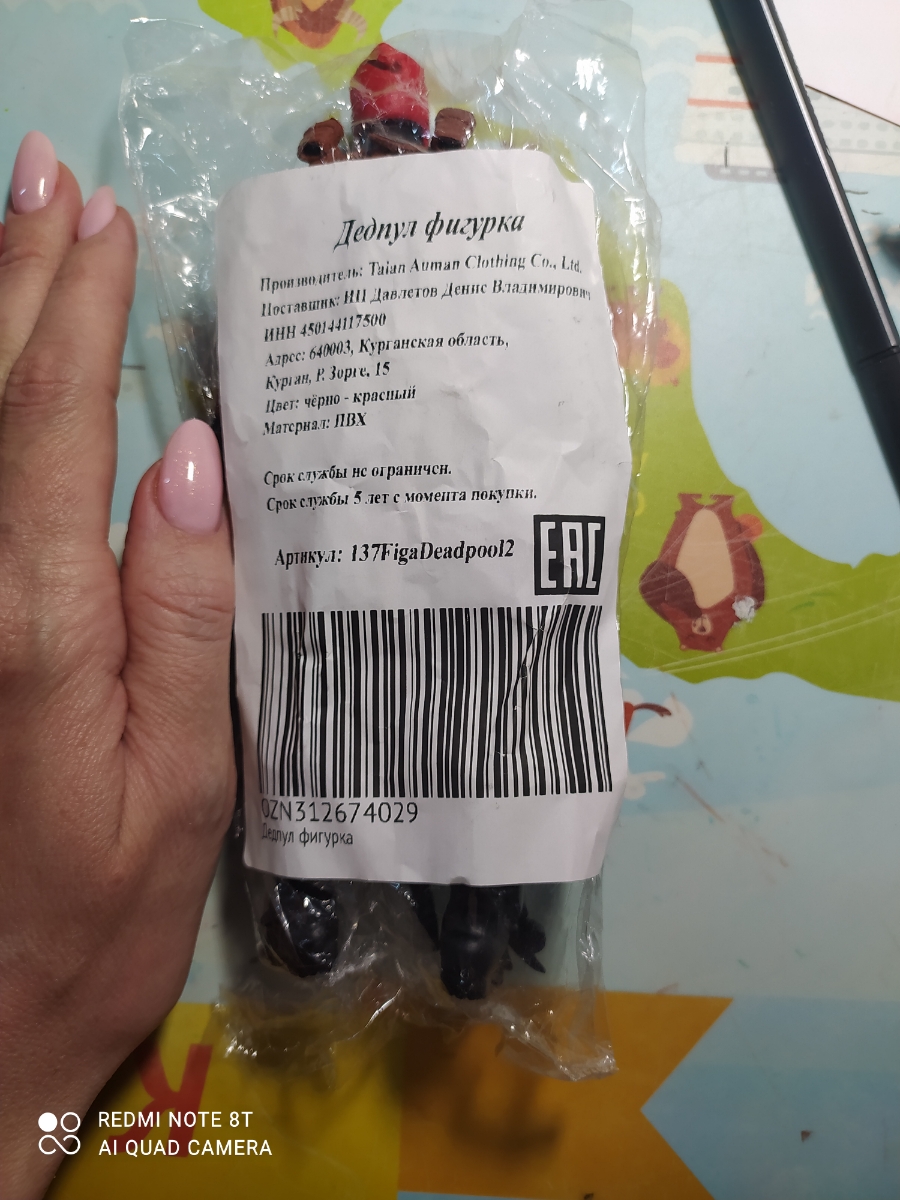 Дедпул фигурка
Производитель: Taian Auman Clothing Co., Ltd.
Поставщик: ИП Давлетов Денис Владимирович
ИНН 450144117500
Адрес: 640003, Курганская область,
Курган, Р. Зорге, 15
Цвет: чёрно - красный
Материал: ПВХ
Срок службы не ограничен.
Срок службы 5 лет с момента покупки.
Артикул: 137FigaDeadpool2
EAC
OZN312674029
Дедпул фигурка
К
REDMI NOTE 8T
AI QUAD CAMERA